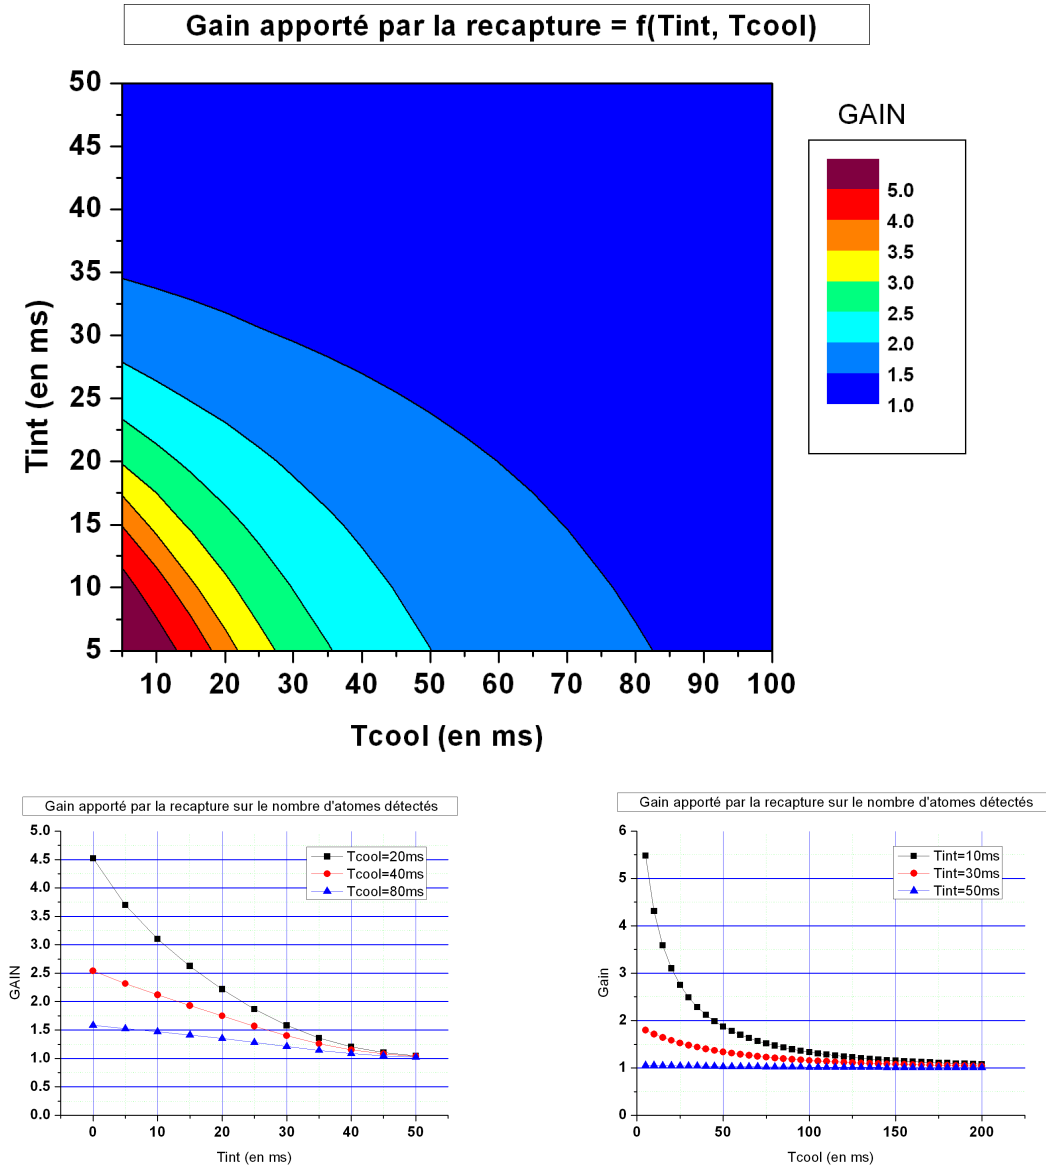 Gain apporté par la recapture = f(Tint, Tcool)
GAIN
50
45
40
35
30
25
20
15
10
5
Tint (en ms)
5.0
4.0
3.5
3.0
2.5
2.0
1.5
1.0
10 20 30 40 50 60 70 80 90 100
Tcool (en ms)
Gain apporté par la recapture sur le nombre d'atomes détectés
5.0
4.5
4.0
3.5
3.0
2.5
2.0
1.5
1.0
0.5
0.0
GAIN
Tcool=20ms
Tcool=40ms
Tcool=80ms
0 10 20 30 40 50
Tint (en ms)
Gain apporté par la recapture sur le nombre d'atomes détectés
6
5
4
3
2
1
0
Gain
Tint=10ms
Tint=30ms
Tint=50ms
0 50 100 150 200
Tcool (en ms)